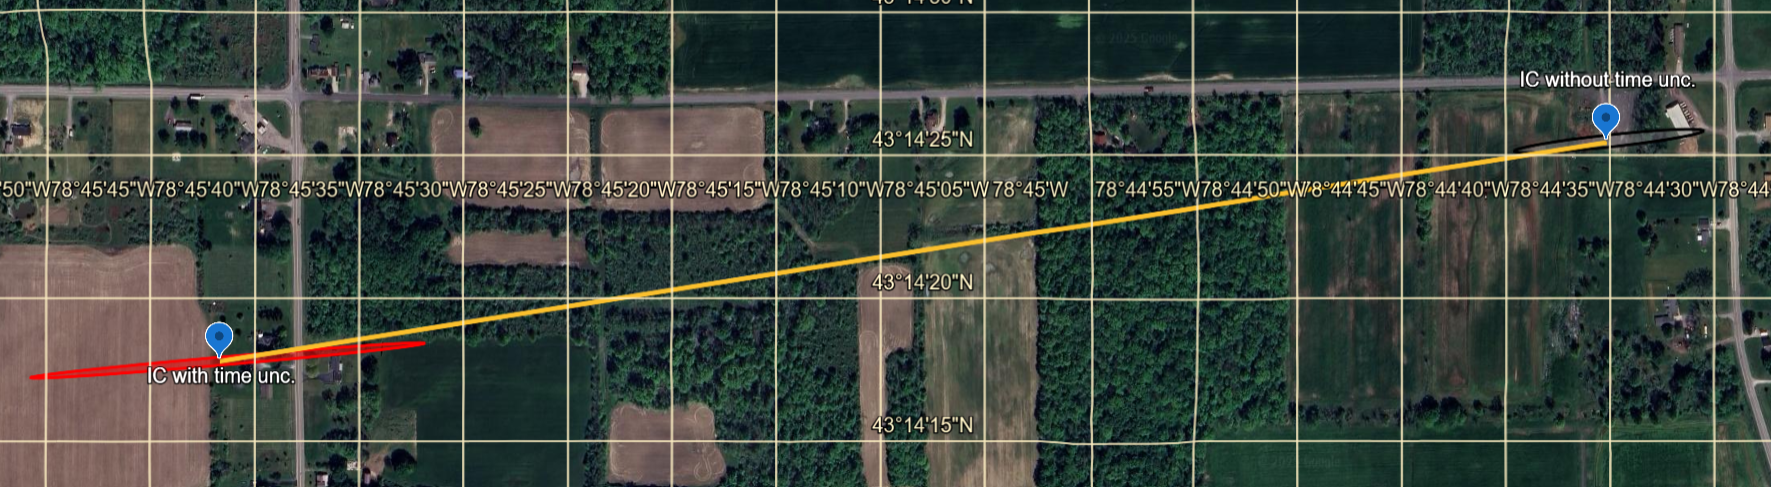 IC without time unc.
43°14'25"N
50"W78°45'45"W78°45'40"W78°45'35"W78°45'30"W78°45'25"W78°45'20"W78°45'15"W78°45'10"W78°45'05"W78°45'W 78°44'55"W78°44'50"W78°44'45"W78°44'40"W78°44'35"W78°44'30"W78°44
43°14'20"N
IC with time unc.
43°14'15"N